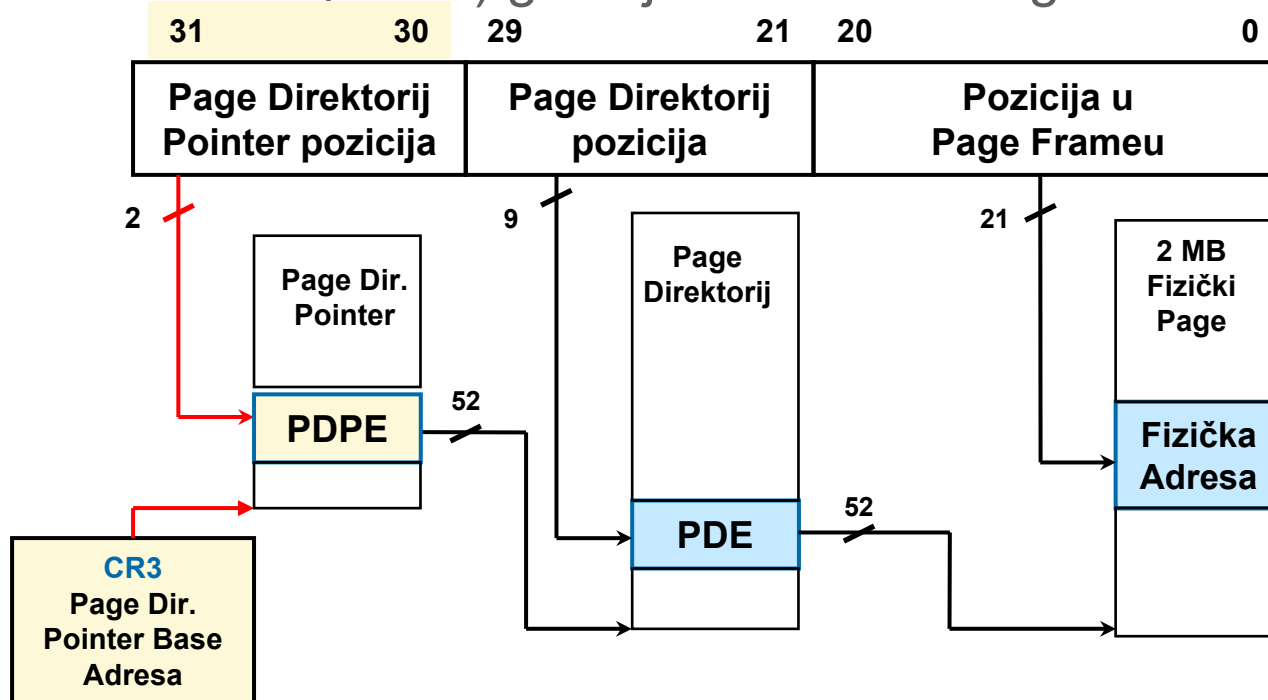 31 30 29 21 20 0
Page Direktorij
Pointer pozicija
Page Direktorij
pozicija
Pozicija u
Page Frameu
2
9
21
Page Dir.
Pointer
Page
Direktorij
2 MB
Fizički
Page
PDPE
52
Fizička
Adresa
PDE
52
CR3
Page Dir.
Pointer Base
Adresa